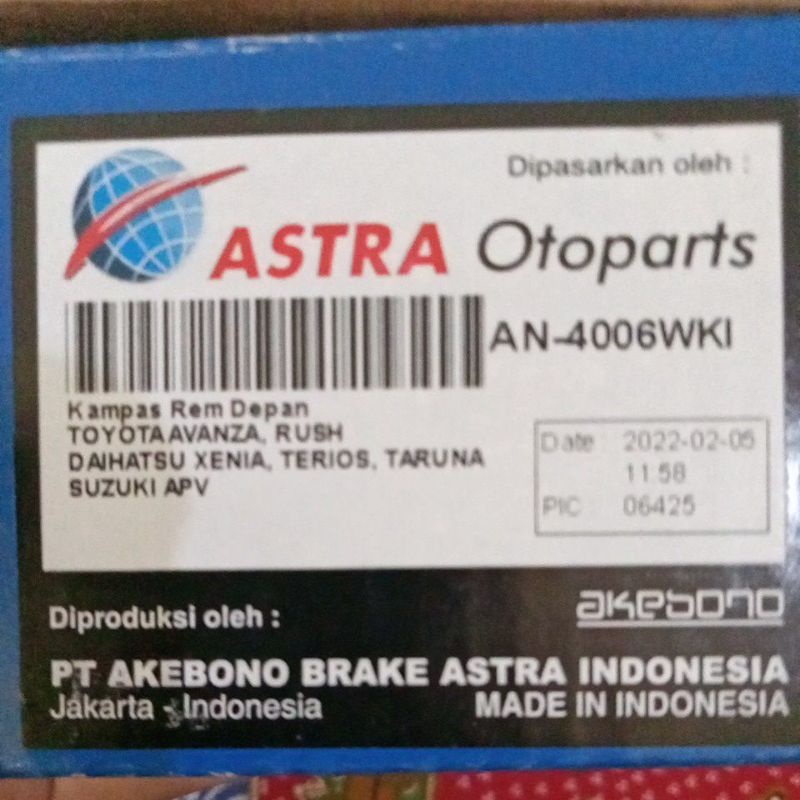 Dipasarkan oleh :
ASTRA Otoparts
AN-4006WKI
Kampas Rem Depan
TOYOTA AVANZA, RUSH
DAIHATSU XENIA, TERIOS, TARUNA
SUZUKI APV
Date : 2022-02-05
11:58
PIC : 06425
Diproduksi oleh :
akebono
PT AKEBONO BRAKE ASTRA INDONESIA
Jakarta - Indonesia
MADE IN INDONESIA